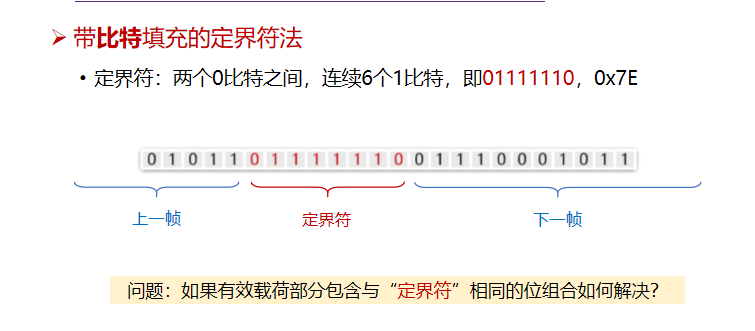 ➢ 带比特填充的定界符法
• 定界符：两个0比特之间，连续6个1比特，即01111110，0x7E
0 1 0 1 1 0 1 1 1 1 1 1 0 0 1 1 1 0 0 0 1 0 1 1
上一帧 定界符 下一帧
问题：如果有效载荷部分包含与“定界符”相同的位组合如何解决？